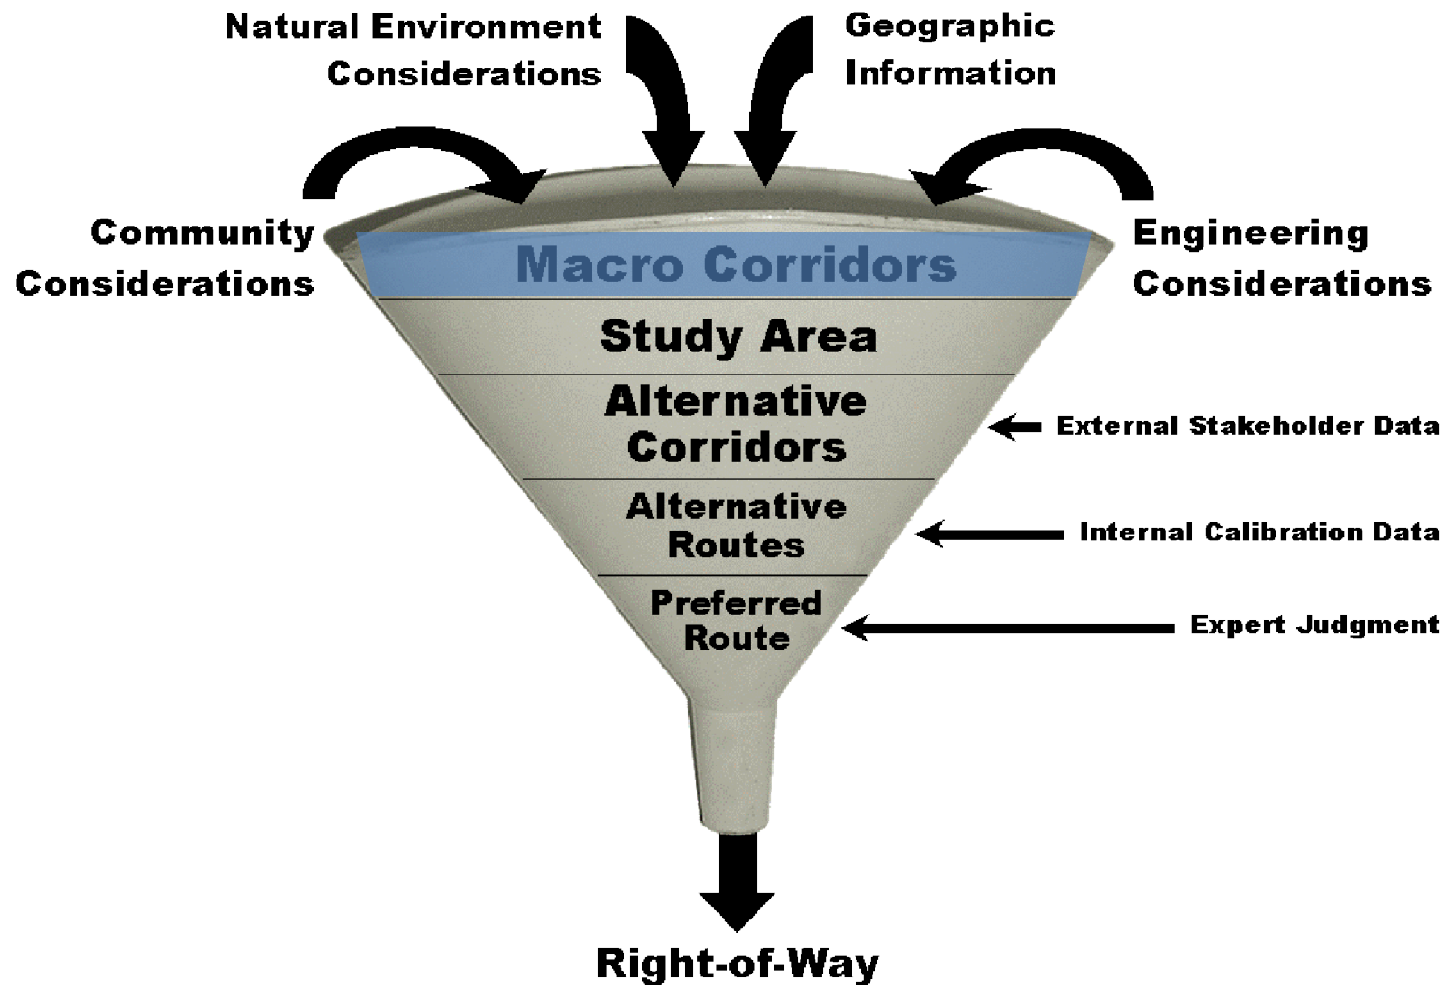 Natural Environment
Considerations
Geographic
Information
Community
Considerations
Engineering
Considerations
Macro Corridors
Study Area
Alternative
Corridors
External Stakeholder Data
Alternative
Routes
Internal Calibration Data
Preferred
Route
Expert Judgment
Right-of-Way